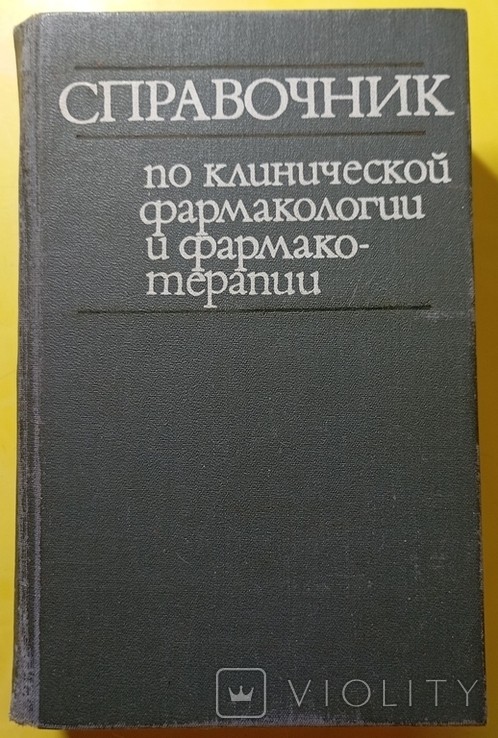 СПРАВОЧНИК
по клинической
фармакологии
и фармако-
терапии
VIOLITY